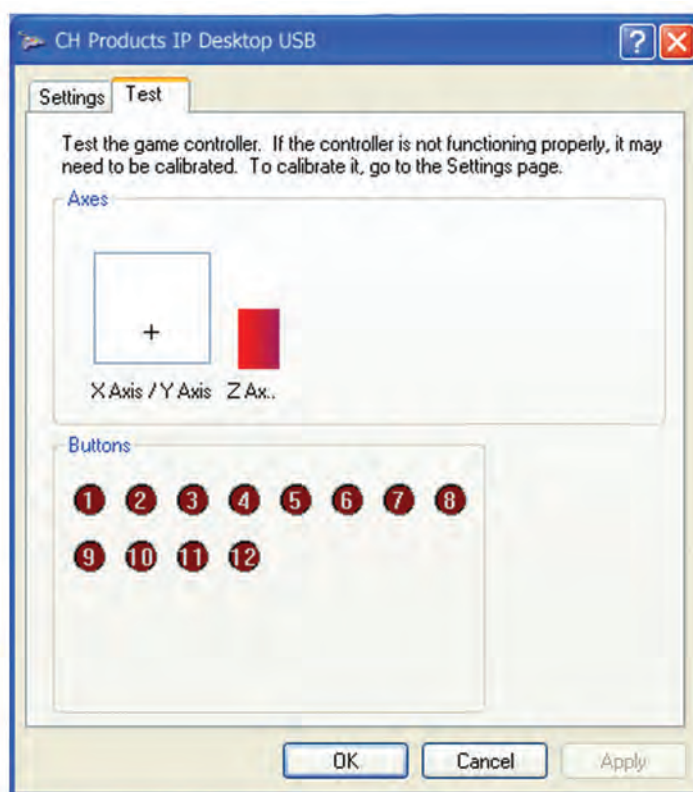 CH Products IP Desktop USB
Settings Test
Test the game controller. If the controller is not functioning properly, it may
need to be calibrated. To calibrate it, go to the Settings page.
Axes
X Axis / Y Axis Z Ax..
Buttons
1 2 3 4 5 6 7 8
9 10 11 12
OK Cancel Apply